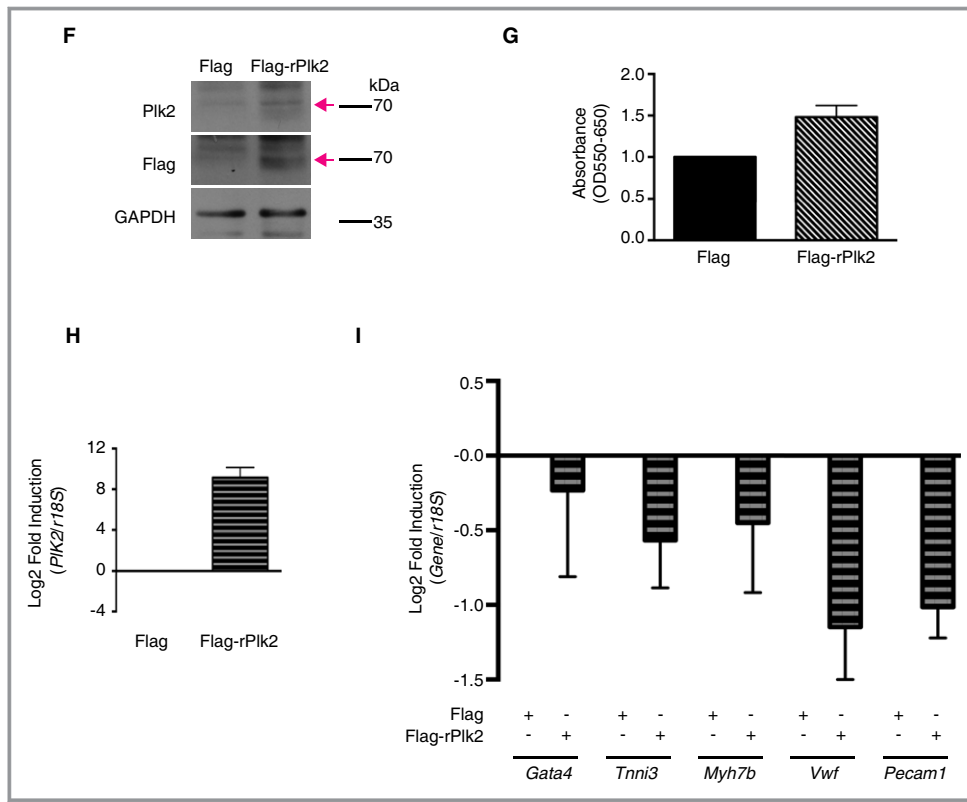 F
Flag Flag-rPlk2
kDa
Plk2 70
Flag 70
GAPDH 35
G
Absorbance
(OD550-650)
2.0
1.5
1.0
0.5
0.0
Flag Flag-rPlk2
H
Log2 Fold Induction
(PlK2/r18S)
12
8
4
0
-4
Flag Flag-rPlk2
I
Log2 Fold Induction
(Gene/r18S)
0.5
-0.0
-0.5
-1.0
-1.5
Flag + - + - + - + - + -
Flag-rPlk2 - + - + - + - + - +
Gata4 Tnni3 Myh7b Vwf Pecam1